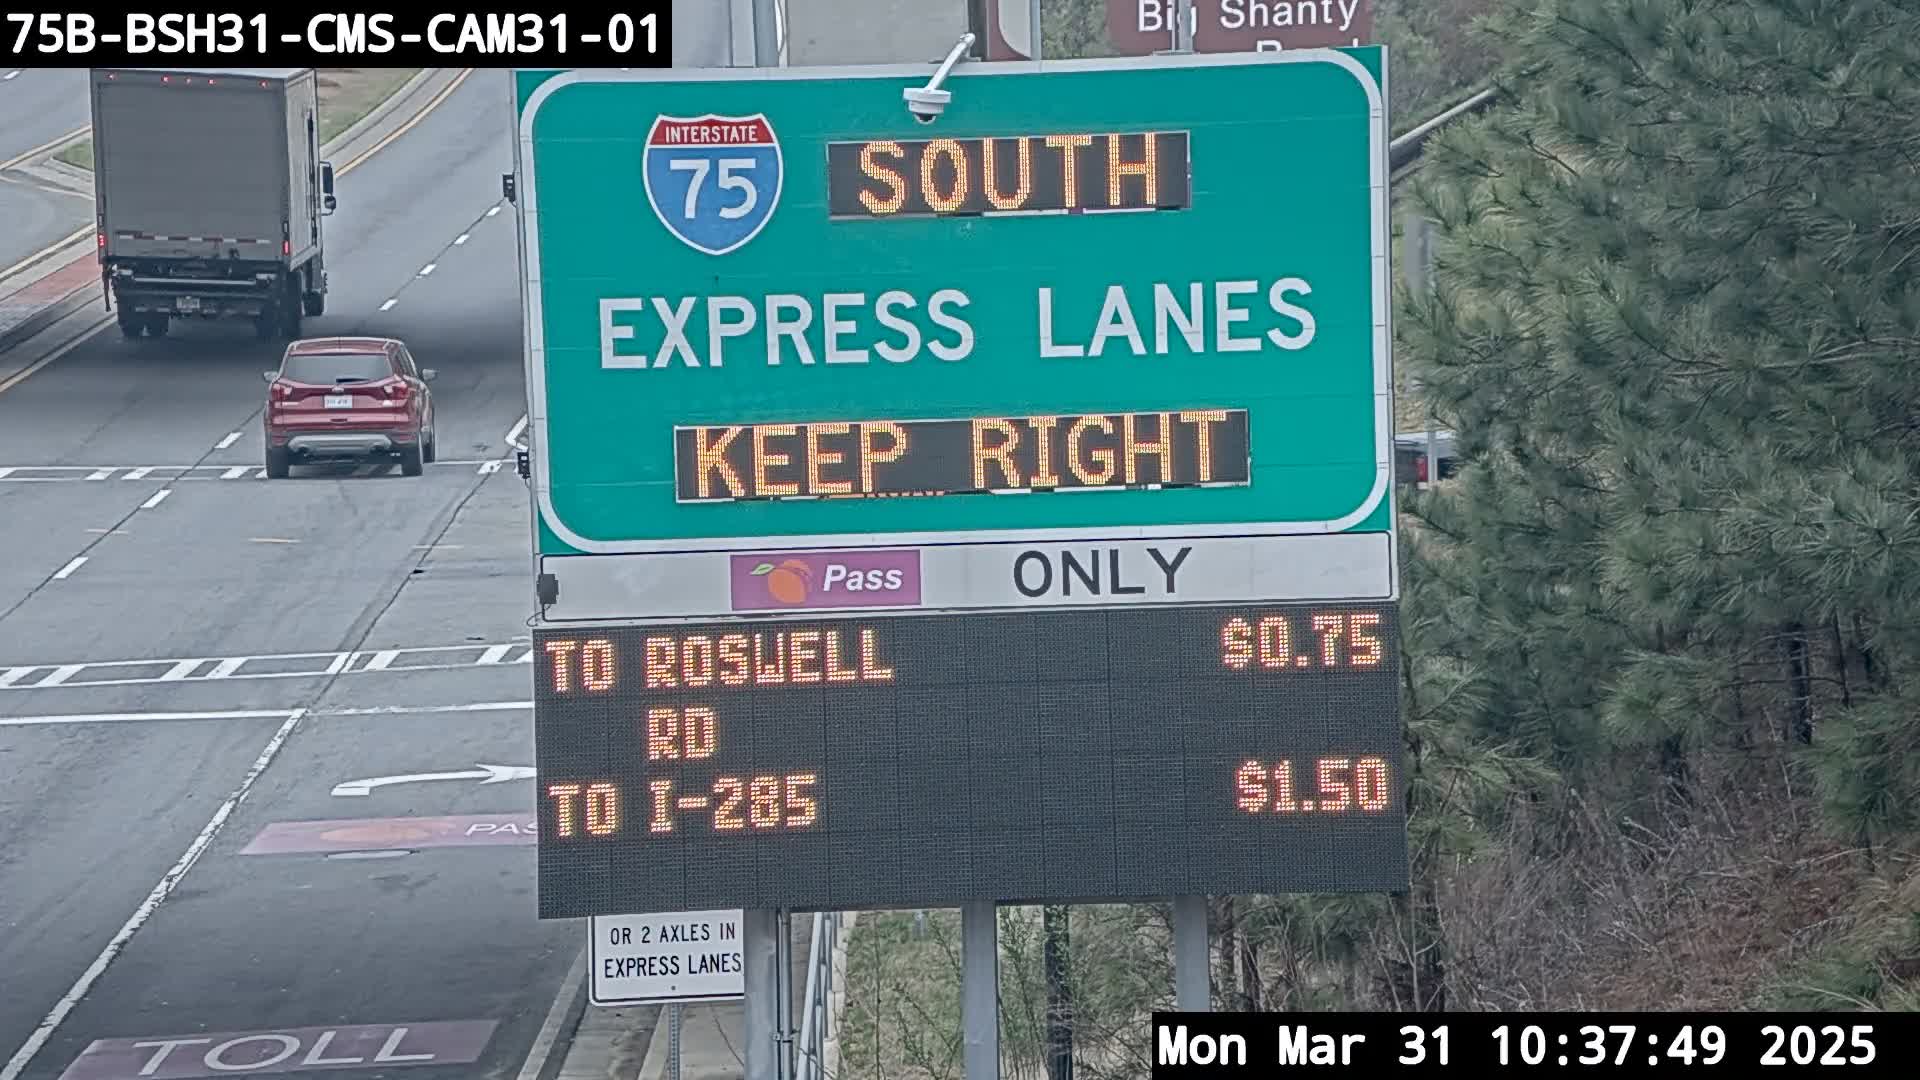 75B-BSH31-CMS-CAM31-01
Big Shanty
Road
INTERSTATE
75
SOUTH
EXPRESS LANES
KEEP RIGHT
Pass ONLY
TO ROSWELL $0.75
RD
TO I-285 $1.50
PAS
OR 2 AXLES IN
EXPRESS LANES
TOLL
Mon Mar 31 10:37:49 2025